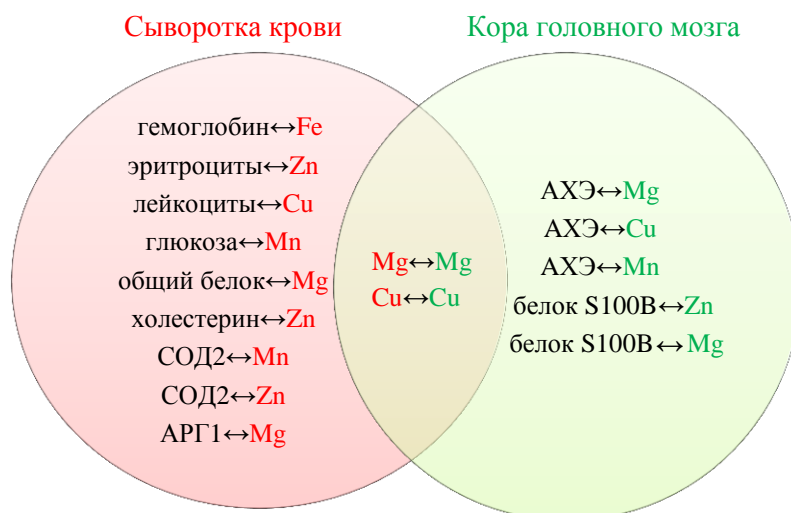 Сыворотка крови
Кора головного мозга
гемоглобин↔Fe
эритроциты↔Zn
лейкоциты↔Cu
глюкоза↔Mn
общий белок↔Mg
холестерин↔Zn
СОД2↔Mn
СОД2↔Zn
АРГ1↔Mg
Mg↔Mg
Cu↔Cu
АХЭ↔Mg
АХЭ↔Cu
АХЭ↔Mn
белок S100B↔Zn
белок S100B↔Mg